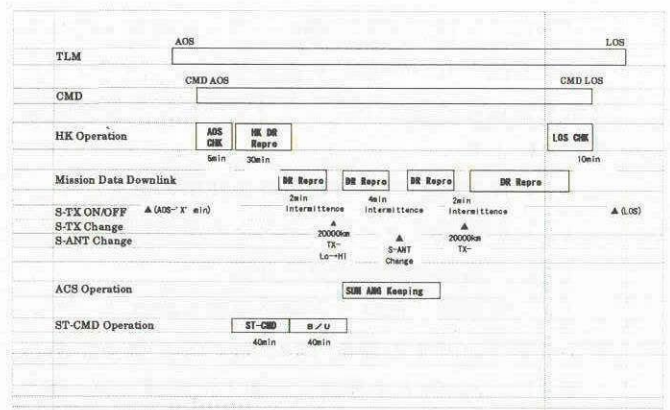 AOS LOS
TLM
CMD AOS CMD LOS
CMD
HK Operation AOS CHK HK DR Repro LOS CHK
5min 30min 10min
Mission Data Downlink DR Repro DR Repro DR Repro DR Repro
2min intermittence 4min intermittence 2min intermittence
S-TX ON/OFF ▲(AOS-'X' min) ▲(LOS)
S-TX Change ▲ 20000km TX-Lo→Hi ▲ 20000km TX-
S-ANT Change ▲ S-ANT Change
ACS Operation SUN ANG Keeping
ST-CMD Operation ST-CMD B/U
40min 40min